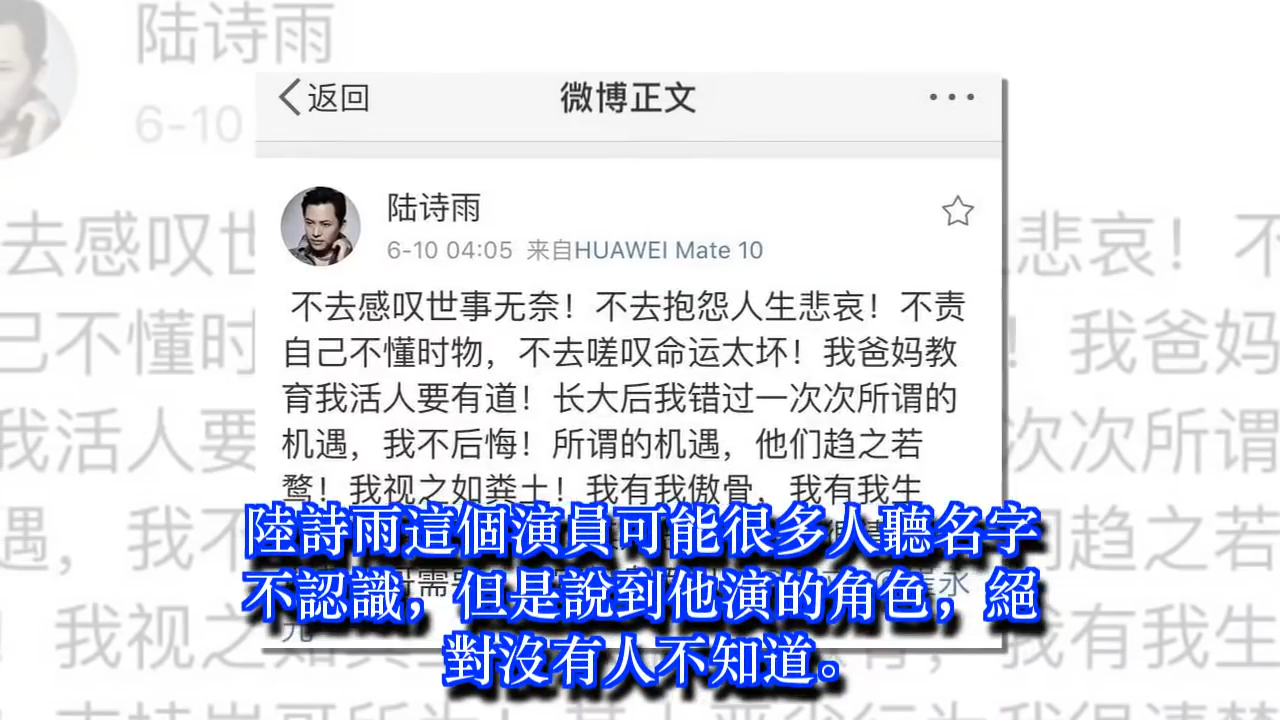 陆诗雨
6-10
返回
微博正文
陆诗雨
6-10 04:05 来自HUAWEI Mate 10
不去感叹世事无奈！不去抱怨人生悲哀！不责
自己不懂时物，不去嗟叹命运太坏！我爸妈教
育我活人要有道！长大后我错过一次次所谓的
机遇，我不后悔！所谓的机遇，他们趋之若
鹜！我视之如粪土！我有我傲骨，我有我生
陸詩雨這個演員可能很多人聽名字
不認識，但是說到他演的角色，絕
對沒有人不知道。